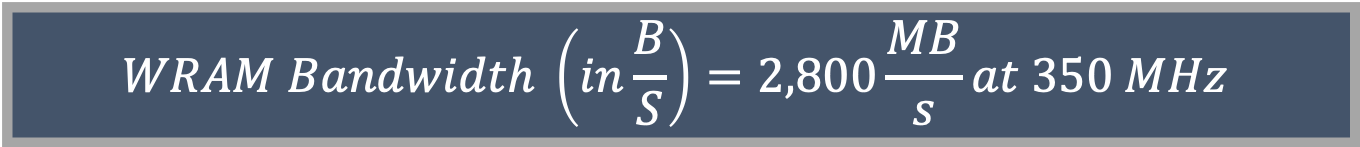 WRAM Bandwidth (in B/S) = 2,800 MB/s at 350 MHz